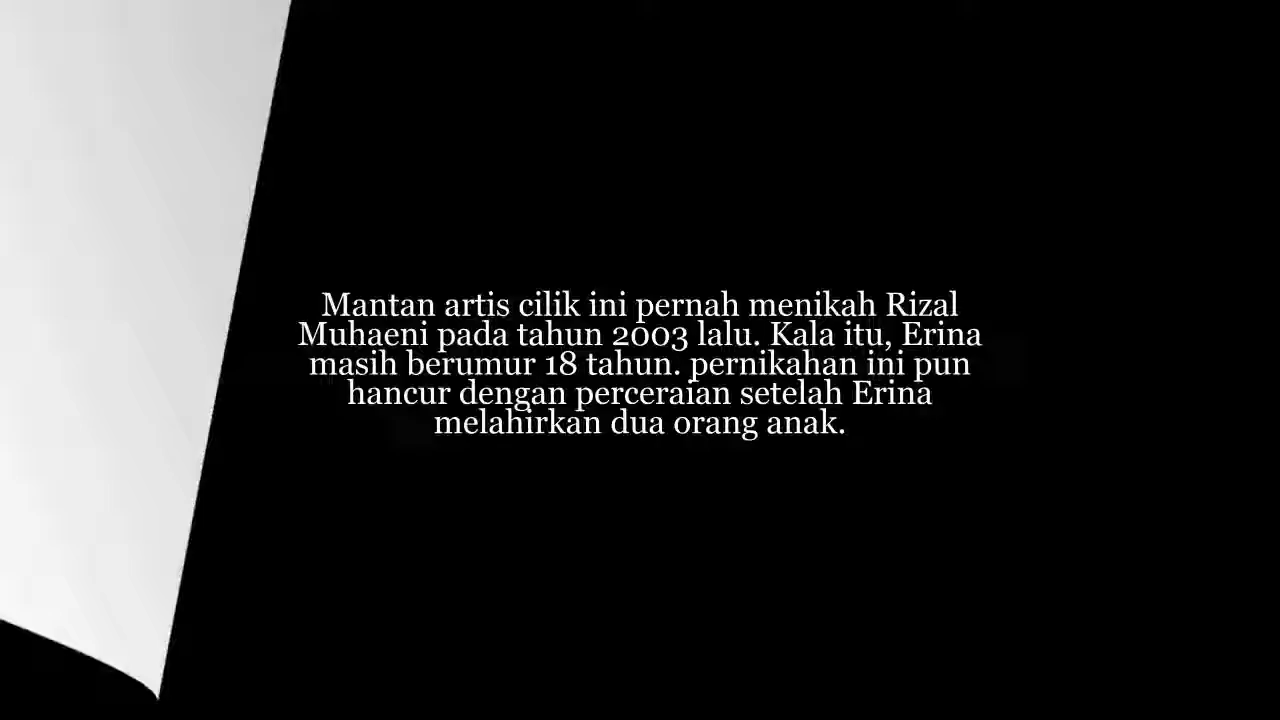 Mantan artis cilik ini pernah menikah Rizal
Muhaeni pada tahun 2003 lalu. Kala itu, Erina
masih berumur 18 tahun. pernikahan ini pun
hancur dengan perceraian setelah Erina
melahirkan dua orang anak.